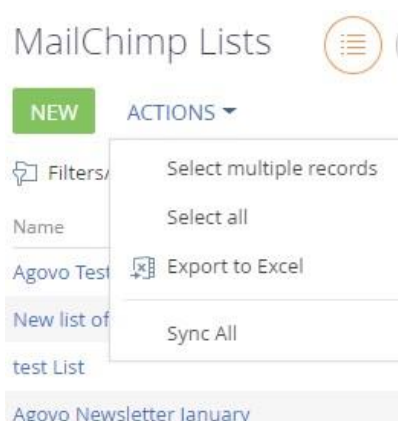 MailChimp Lists
NEW ACTIONS
Filters/
Select multiple records
Name
Select all
Agovo Test
Export to Excel
New list of
Sync All
test List
Agovo Newsletter January